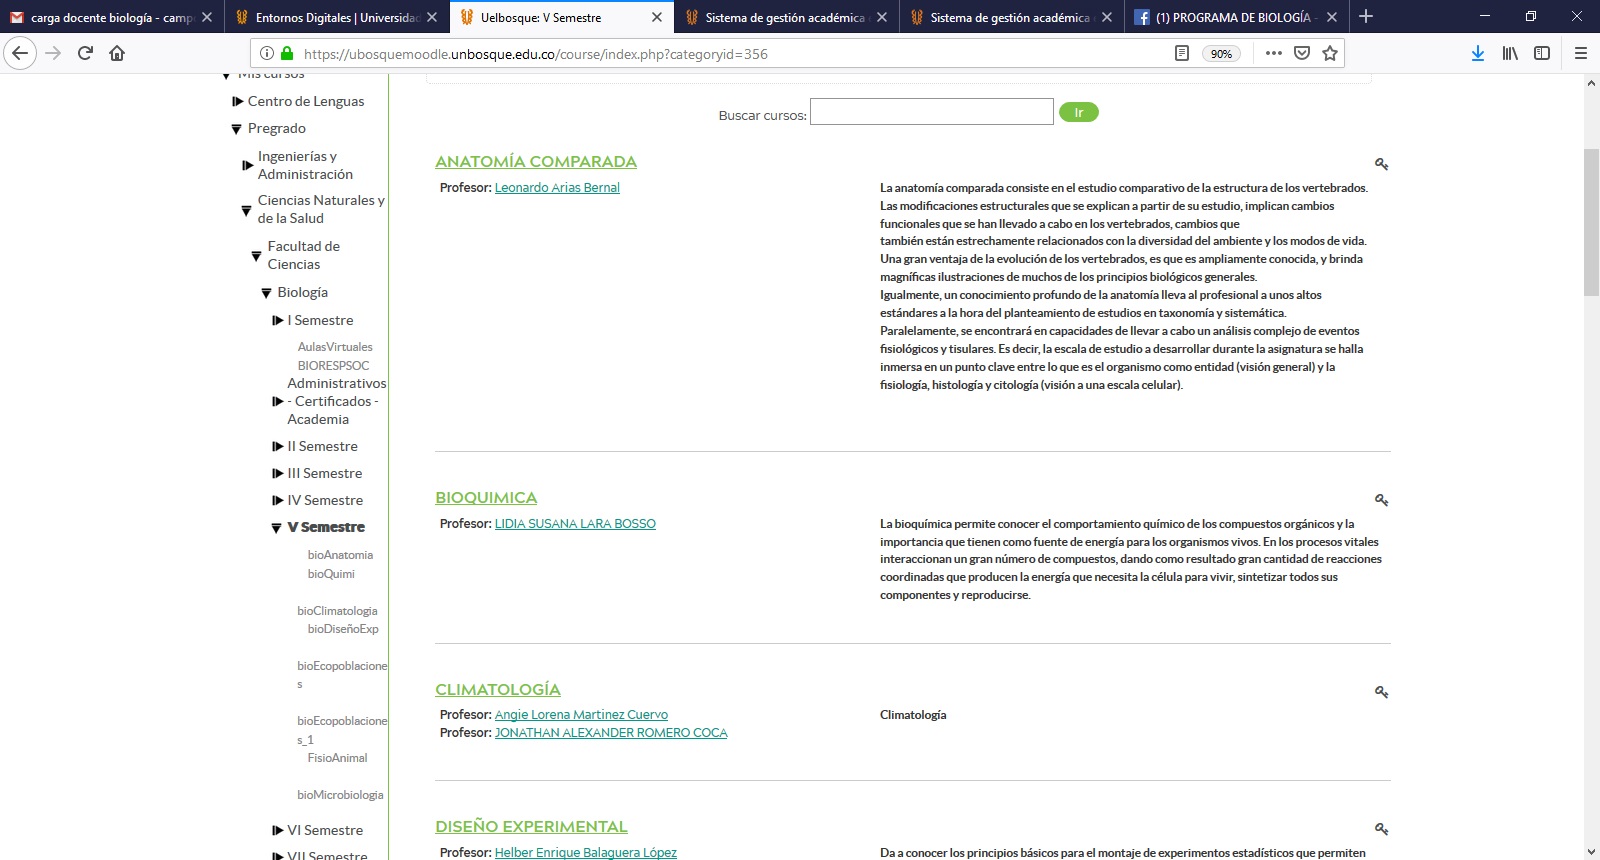 carga docente biología - camp
Entornos Digitales | Universidad
Uelbosque: V Semestre
Sistema de gestión académica
Sistema de gestión académica
(1) PROGRAMA DE BIOLOGÍA -
https://ubosquemoodle.unbosque.edu.co/course/index.php?categoryid=356
90%
Mis cursos
Centro de Lenguas
Pregrado
Ingenierías y
Administración
Ciencias Naturales y
de la Salud
Facultad de
Ciencias
Biología
I Semestre
AulasVirtuales
BIORESPSOC
Administrativos
- Certificados -
Academia
II Semestre
III Semestre
IV Semestre
V Semestre
bioAnatomia
bioQuimi
bioClimatologia
bioDiseñoExp
bioEcopoblacione
s
bioEcopoblacione
s_1
FisioAnimal
bioMicrobiologia
VI Semestre
VII Semestre
Buscar cursos:
Ir
ANATOMÍA COMPARADA
Profesor: Leonardo Arias Bernal
La anatomía comparada consiste en el estudio comparativo de la estructura de los vertebrados.
Las modificaciones estructurales que se explican a partir de su estudio, implican cambios
funcionales que se han llevado a cabo en los vertebrados, cambios que
también están estrechamente relacionados con la diversidad del ambiente y los modos de vida.
Una gran ventaja de la evolución de los vertebrados, es que es ampliamente conocida, y brinda
magníficas ilustraciones de muchos de los principios biológicos generales.
Igualmente, un conocimiento profundo de la anatomía lleva al profesional a unos altos
estándares a la hora del planteamiento de estudios en taxonomía y sistemática.
Paralelamente, se encontrará en capacidades de llevar a cabo un análisis complejo de eventos
fisiológicos y tisulares. Es decir, la escala de estudio a desarrollar durante la asignatura se halla
inmersa en un punto clave entre lo que es el organismo como entidad (visión general) y la
fisiología, histología y citología (visión a una escala celular).
BIOQUIMICA
Profesor: LIDIA SUSANA LARA BOSSO
La bioquímica permite conocer el comportamiento químico de los compuestos orgánicos y la
importancia que tienen como fuente de energía para los organismos vivos. En los procesos vitales
interaccionan un gran número de compuestos, dando como resultado gran cantidad de reacciones
coordinadas que producen la energía que necesita la célula para vivir, sintetizar todos sus
componentes y reproducirse.
CLIMATOLOGÍA
Profesor: Angie Lorena Martinez Cuervo
Profesor: JONATHAN ALEXANDER ROMERO COCA
Climatología
DISEÑO EXPERIMENTAL
Profesor: Helber Enrique Balaguera López
Da a conocer los principios básicos para el montaje de experimentos estadísticos que permiten